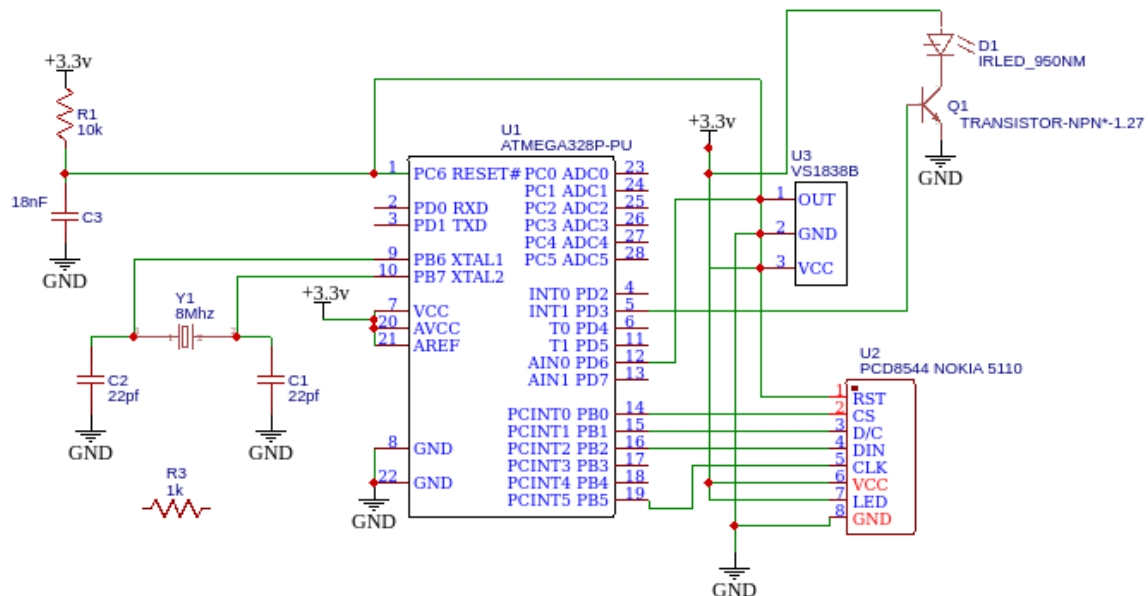 +3.3v
R1
10k
18nF
C3
GND
Y1
8Mhz
1
1
2
2
C2
22pf
C1
22pf
GND
GND
R3
1k
U1
ATMEGA328P-PU
1 PC6 RESET# PC0 ADC0 23
PC1 ADC1 24
2 PD0 RXD PC2 ADC2 25
3 PD1 TXD PC3 ADC3 26
PC4 ADC4 27
9 PB6 XTAL1 PC5 ADC5 28
10 PB7 XTAL2
INT0 PD2 4
+3.3v
7 VCC INT1 PD3 5
20 AVCC T0 PD4 6
21 AREF T1 PD5 11
AIN0 PD6 12
AIN1 PD7 13
PCINT0 PB0 14
PCINT1 PB1 15
8 GND PCINT2 PB2 16
PCINT3 PB3 17
22 GND PCINT4 PB4 18
PCINT5 PB5 19
GND
+3.3v
U3
VS1838B
1 OUT
2 GND
3 VCC
D1
IRLED_950NM
Q1
TRANSISTOR-NPN*-1.27
GND
U2
PCD8544 NOKIA 5110
1 RST
2 CS
3 D/C
4 DIN
5 CLK
6 VCC
7 LED
8 GND
GND